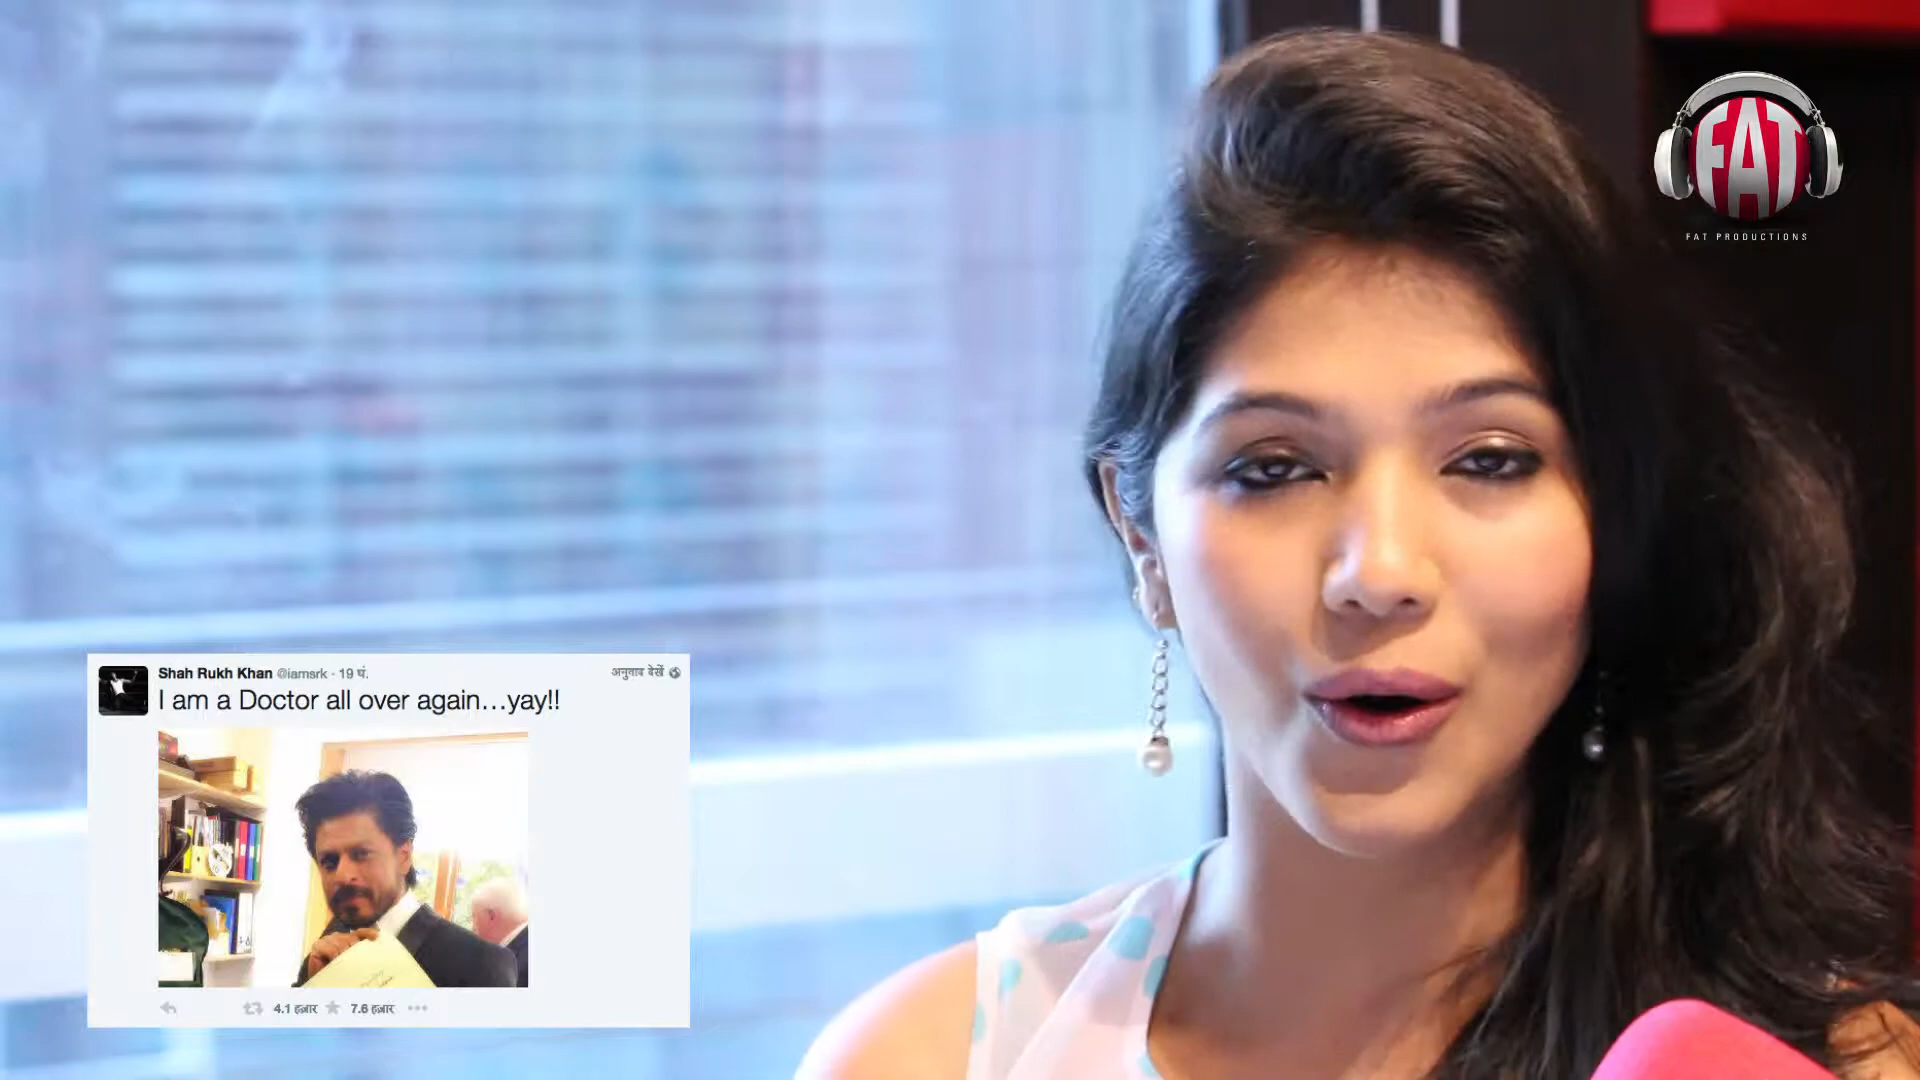 FAT
FAT PRODUCTIONS
Shah Rukh Khan @iamsrk · 19 घं.
अनुवाद देखें
I am a Doctor all over again...yay!!
4.1 हज़ार 7.6 हज़ार